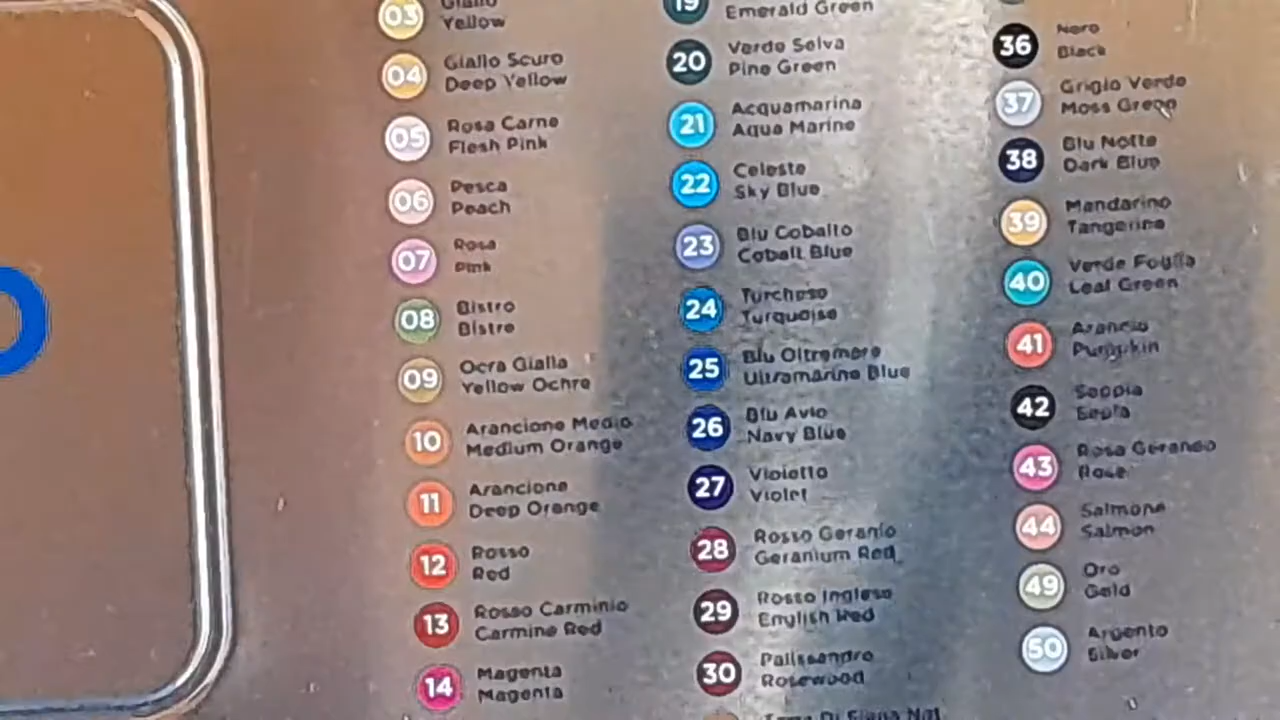 03 Giallo
Yellow
04 Giallo Scuro
Deep Yellow
05 Rosa Carne
Flesh Pink
06 Pesca
Peach
07 Rosa
Pink
08 Bistro
Bistro
09 Ocra Gialla
Yellow Ochre
10 Arancione Medio
Medium Orange
11 Arancione
Deep Orange
12 Rosso
Red
13 Rosso Carminio
Carmine Red
14 Magenta
Magenta
19
Emerald Green
20 Verde Selva
Pine Green
21 Acquamarina
Aqua Marine
22 Celeste
Sky Blue
23 Blu Cobalto
Cobalt Blue
24 Turchese
Turquoise
25 Blu Oltremare
Ultramarine Blue
26 Blu Avio
Navy Blue
27 Violetto
Violet
28 Rosso Geranio
Geranium Red
29 Rosso Inglese
English Red
30 Palissandro
Rosewood
Terra Di Siena Nat.
36 Nero
Black
37 Grigio Verde
Moss Green
38 Blu Notte
Dark Blue
39 Mandarino
Tangerine
40 Verde Foglia
Leaf Green
41 Arancio
Pumpkin
42 Seppia
Sepia
43 Rosa Geranio
Rose
44 Salmone
Salmon
49 Oro
Gold
50 Argento
Silver